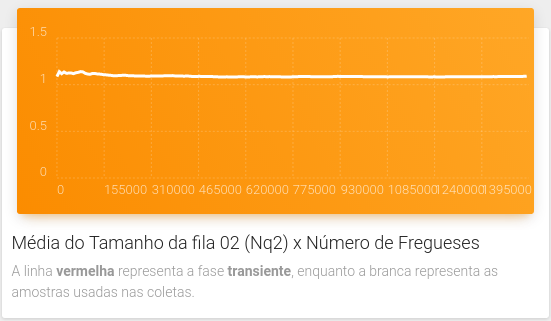 1.5
1
0.5
0
0 155000 310000 465000 620000 775000 930000 1085000 1240000 1395000
Média do Tamanho da fila 02 (Nq2) x Número de Fregueses
A linha vermelha representa a fase transiente, enquanto a branca representa as
amostras usadas nas coletas.